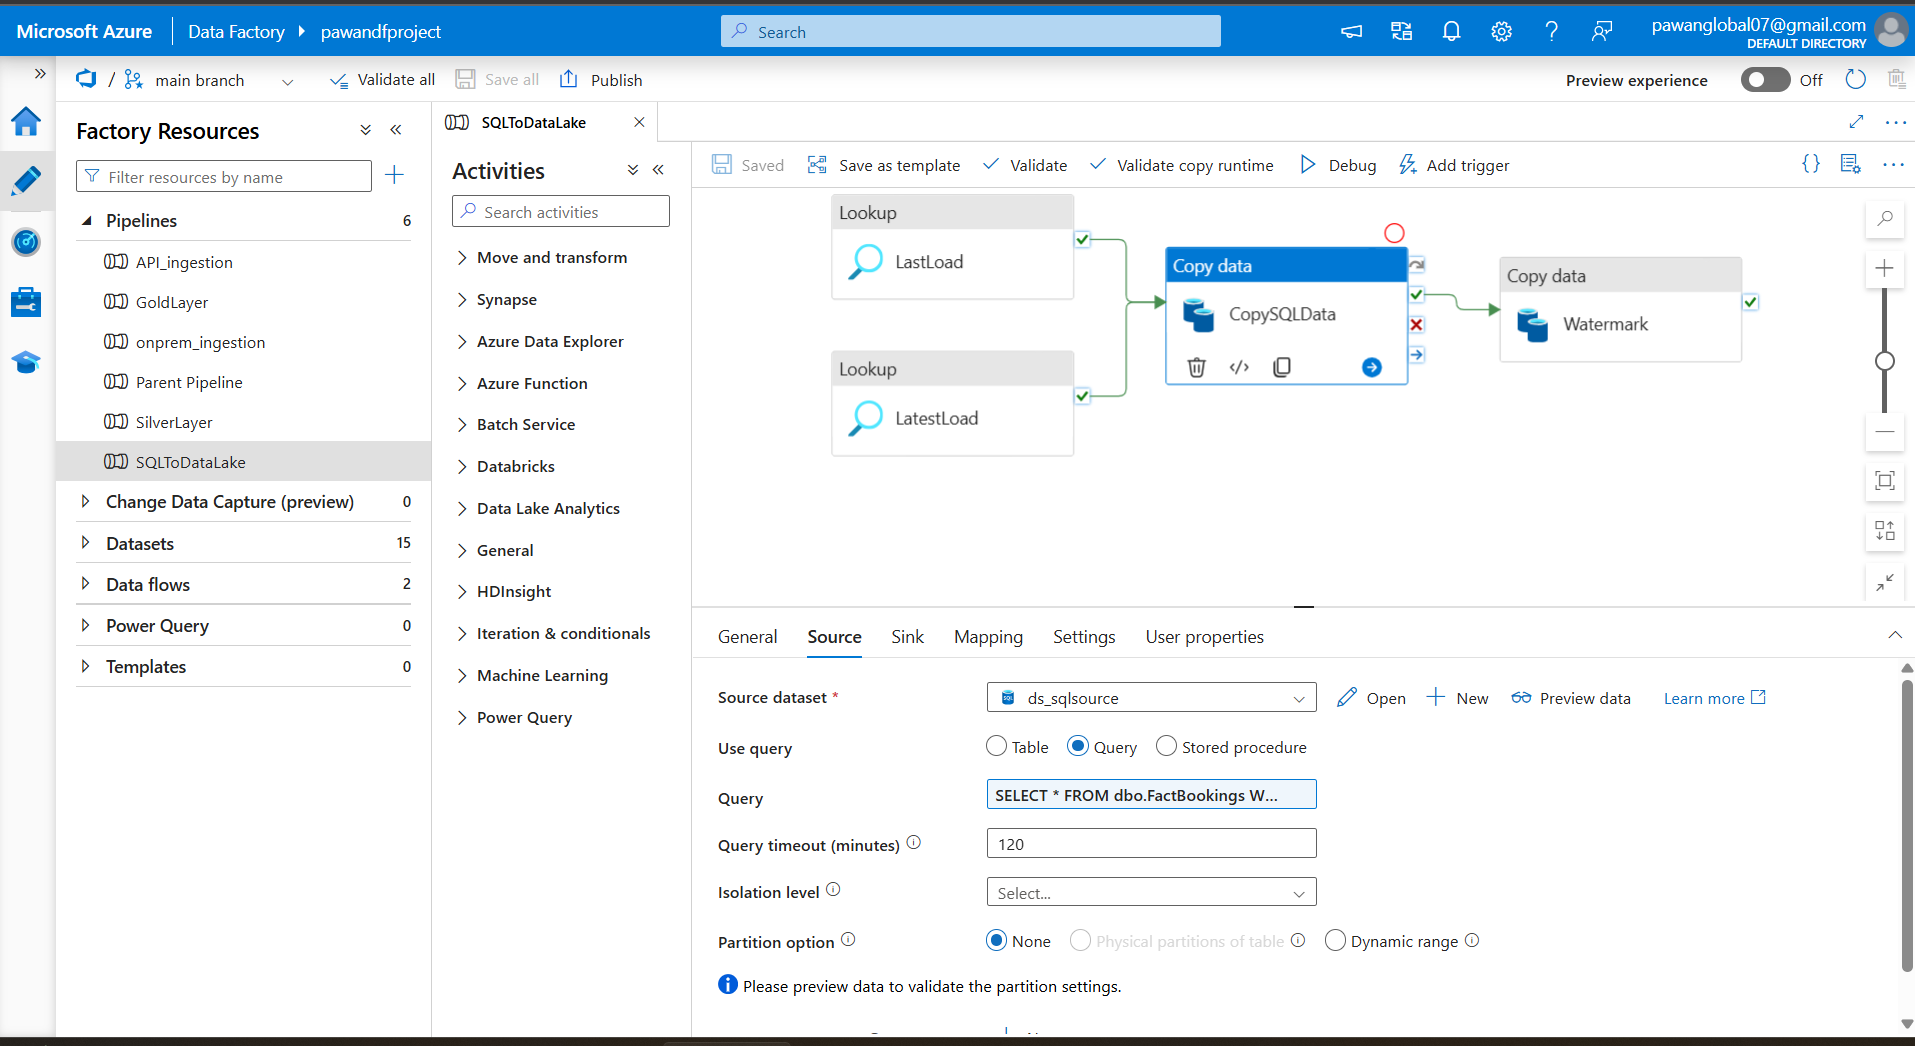 Microsoft Azure
Data Factory
pawandfproject
Search
pawanglobal07@gmail.com
DEFAULT DIRECTORY
/
main branch
Validate all
Save all
Publish
Preview experience
Off
Factory Resources
Filter resources by name
Pipelines
6
API_ingestion
GoldLayer
onprem_ingestion
Parent Pipeline
SilverLayer
SQLToDataLake
Change Data Capture (preview)
0
Datasets
15
Data flows
2
Power Query
0
Templates
0
SQLToDataLake
Activities
Search activities
Move and transform
Synapse
Azure Data Explorer
Azure Function
Batch Service
Databricks
Data Lake Analytics
General
HDInsight
Iteration & conditionals
Machine Learning
Power Query
Saved
Save as template
Validate
Validate copy runtime
Debug
Add trigger
{}
Lookup
LastLoad
Lookup
LatestLoad
Copy data
CopySQLData
Copy data
Watermark
General
Source
Sink
Mapping
Settings
User properties
Source dataset *
ds_sqlsource
Open
New
Preview data
Learn more
Use query
Table
Query
Stored procedure
Query
SELECT * FROM dbo.FactBookings W...
Query timeout (minutes)
120
Isolation level
Select...
Partition option
None
Physical partitions of table
Dynamic range
Please preview data to validate the partition settings.